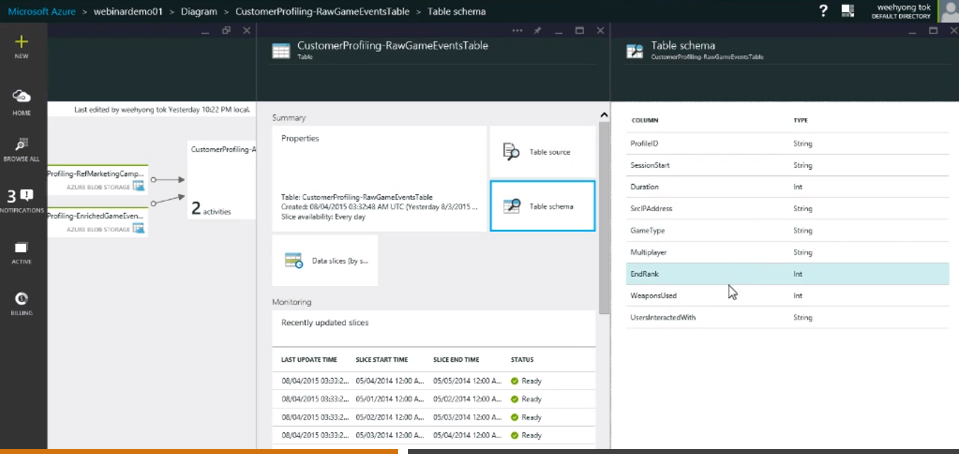 Microsoft Azure > webinardemo1 > Diagram > CustomerProfiling-RawGameEventsTable > Table schema
?
weehyong tok
DEFAULT DIRECTORY
NEW
HOME
BROWSE ALL
3
NOTIFICATIONS
ACTIVE
BILLING
Last edited by weehyong tok Yesterday 10:22 PM local.
CustomerProfiling-A
Profiling-RefMarketingCamp...
AZURE BLOB STORAGE
Profiling-EnrichedGameEven...
AZURE BLOB STORAGE
2 activities
CustomerProfiling-RawGameEventsTable
Table
Summary
Properties
Table: CustomerProfiling-RawGameEventsTable
Created: 08/04/2015 03:32:48 AM UTC (Yesterday 8/3/2015 ...
Slice availability: Every day
Table source
Table schema
Data slices (by s...
Monitoring
Recently updated slices
LAST UPDATE TIME SLICE START TIME SLICE END TIME STATUS
08/04/2015 03:33:2... 05/04/2014 12:00 A... 05/05/2014 12:00 A... Ready
08/04/2015 03:33:2... 05/01/2014 12:00 A... 05/02/2014 12:00 A... Ready
08/04/2015 03:33:2... 05/02/2014 12:00 A... 05/03/2014 12:00 A... Ready
08/04/2015 03:33:2... 05/03/2014 12:00 A... 05/04/2014 12:00 A... Ready
Table schema
CustomerProfiling-RawGameEventsTable
COLUMN TYPE
ProfileID String
SessionStart String
Duration Int
SrcIPAddress String
GameType String
Multiplayer String
EndRank Int
WeaponsUsed Int
UsersInteractedWith String